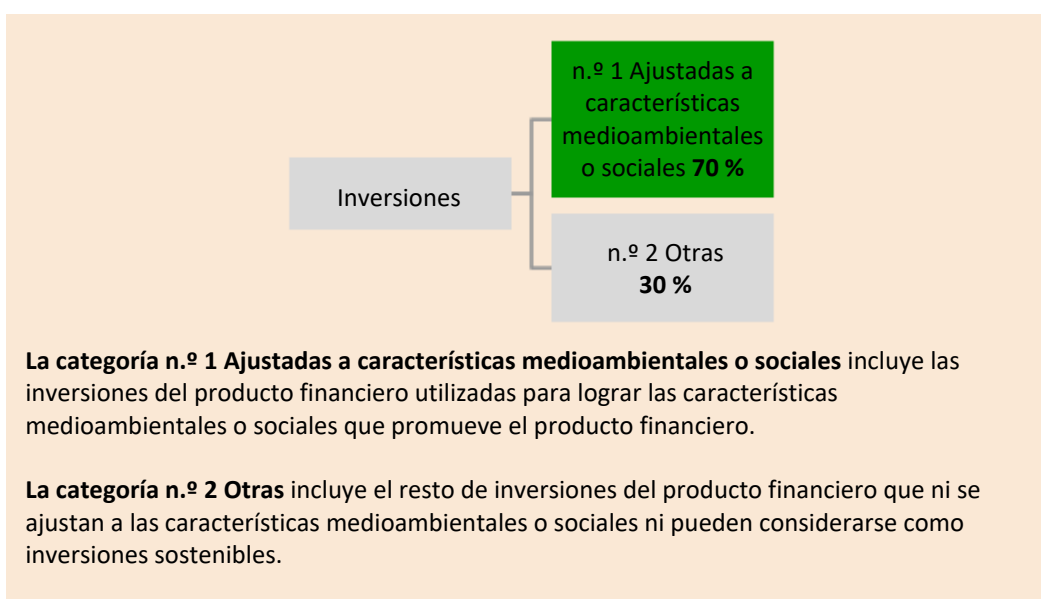 n.º 1 Ajustadas a
características
medioambientales
o sociales 70 %
Inversiones
n.º 2 Otras
30 %
La categoría n.º 1 Ajustadas a características medioambientales o sociales incluye las
inversiones del producto financiero utilizadas para lograr las características
medioambientales o sociales que promueve el producto financiero.
La categoría n.º 2 Otras incluye el resto de inversiones del producto financiero que ni se
ajustan a las características medioambientales o sociales ni pueden considerarse como
inversiones sostenibles.